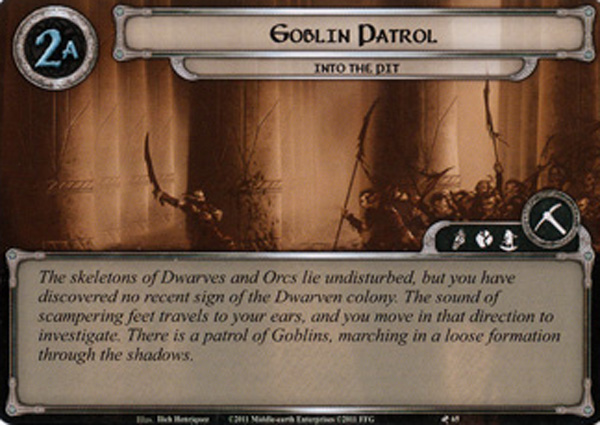 2A
GOBLIN PATROL
INTO THE PIT
The skeletons of Dwarves and Orcs lie undisturbed, but you have
discovered no recent sign of the Dwarven colony. The sound of
scampering feet travels to your ears, and you move in that direction to
investigate. There is a patrol of Goblins, marching in a loose formation
through the shadows.
Illus. Ilich Henriquez ©2011 Middle-earth Enterprises ©2011 FFG 65